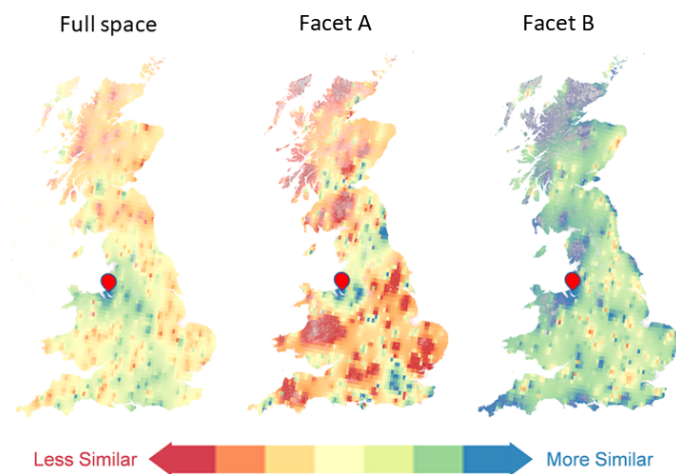 Full space
Facet A
Facet B
Less Similar
More Similar